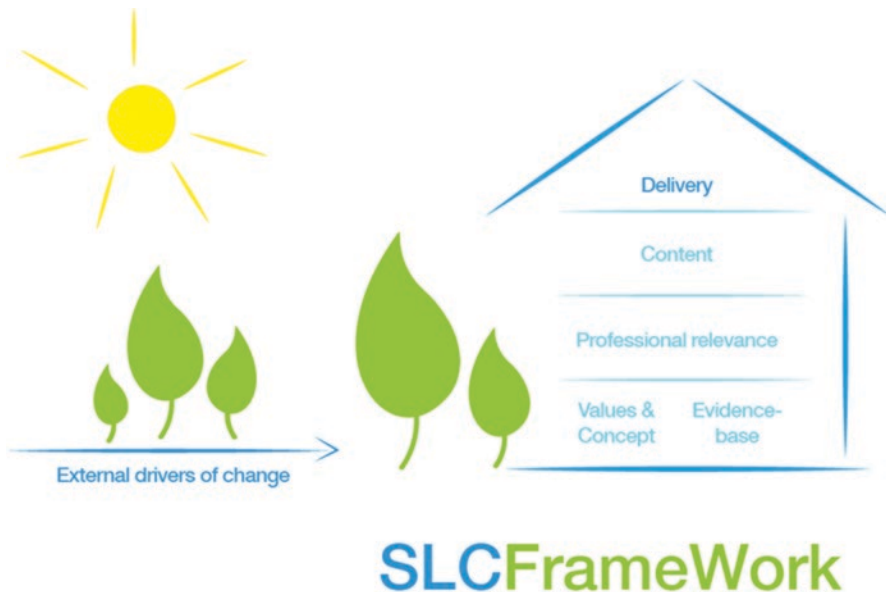 Delivery
Content
Professional relevance
Values &
Concept
Evidence-
base
External drivers of change
SLCFrameWork